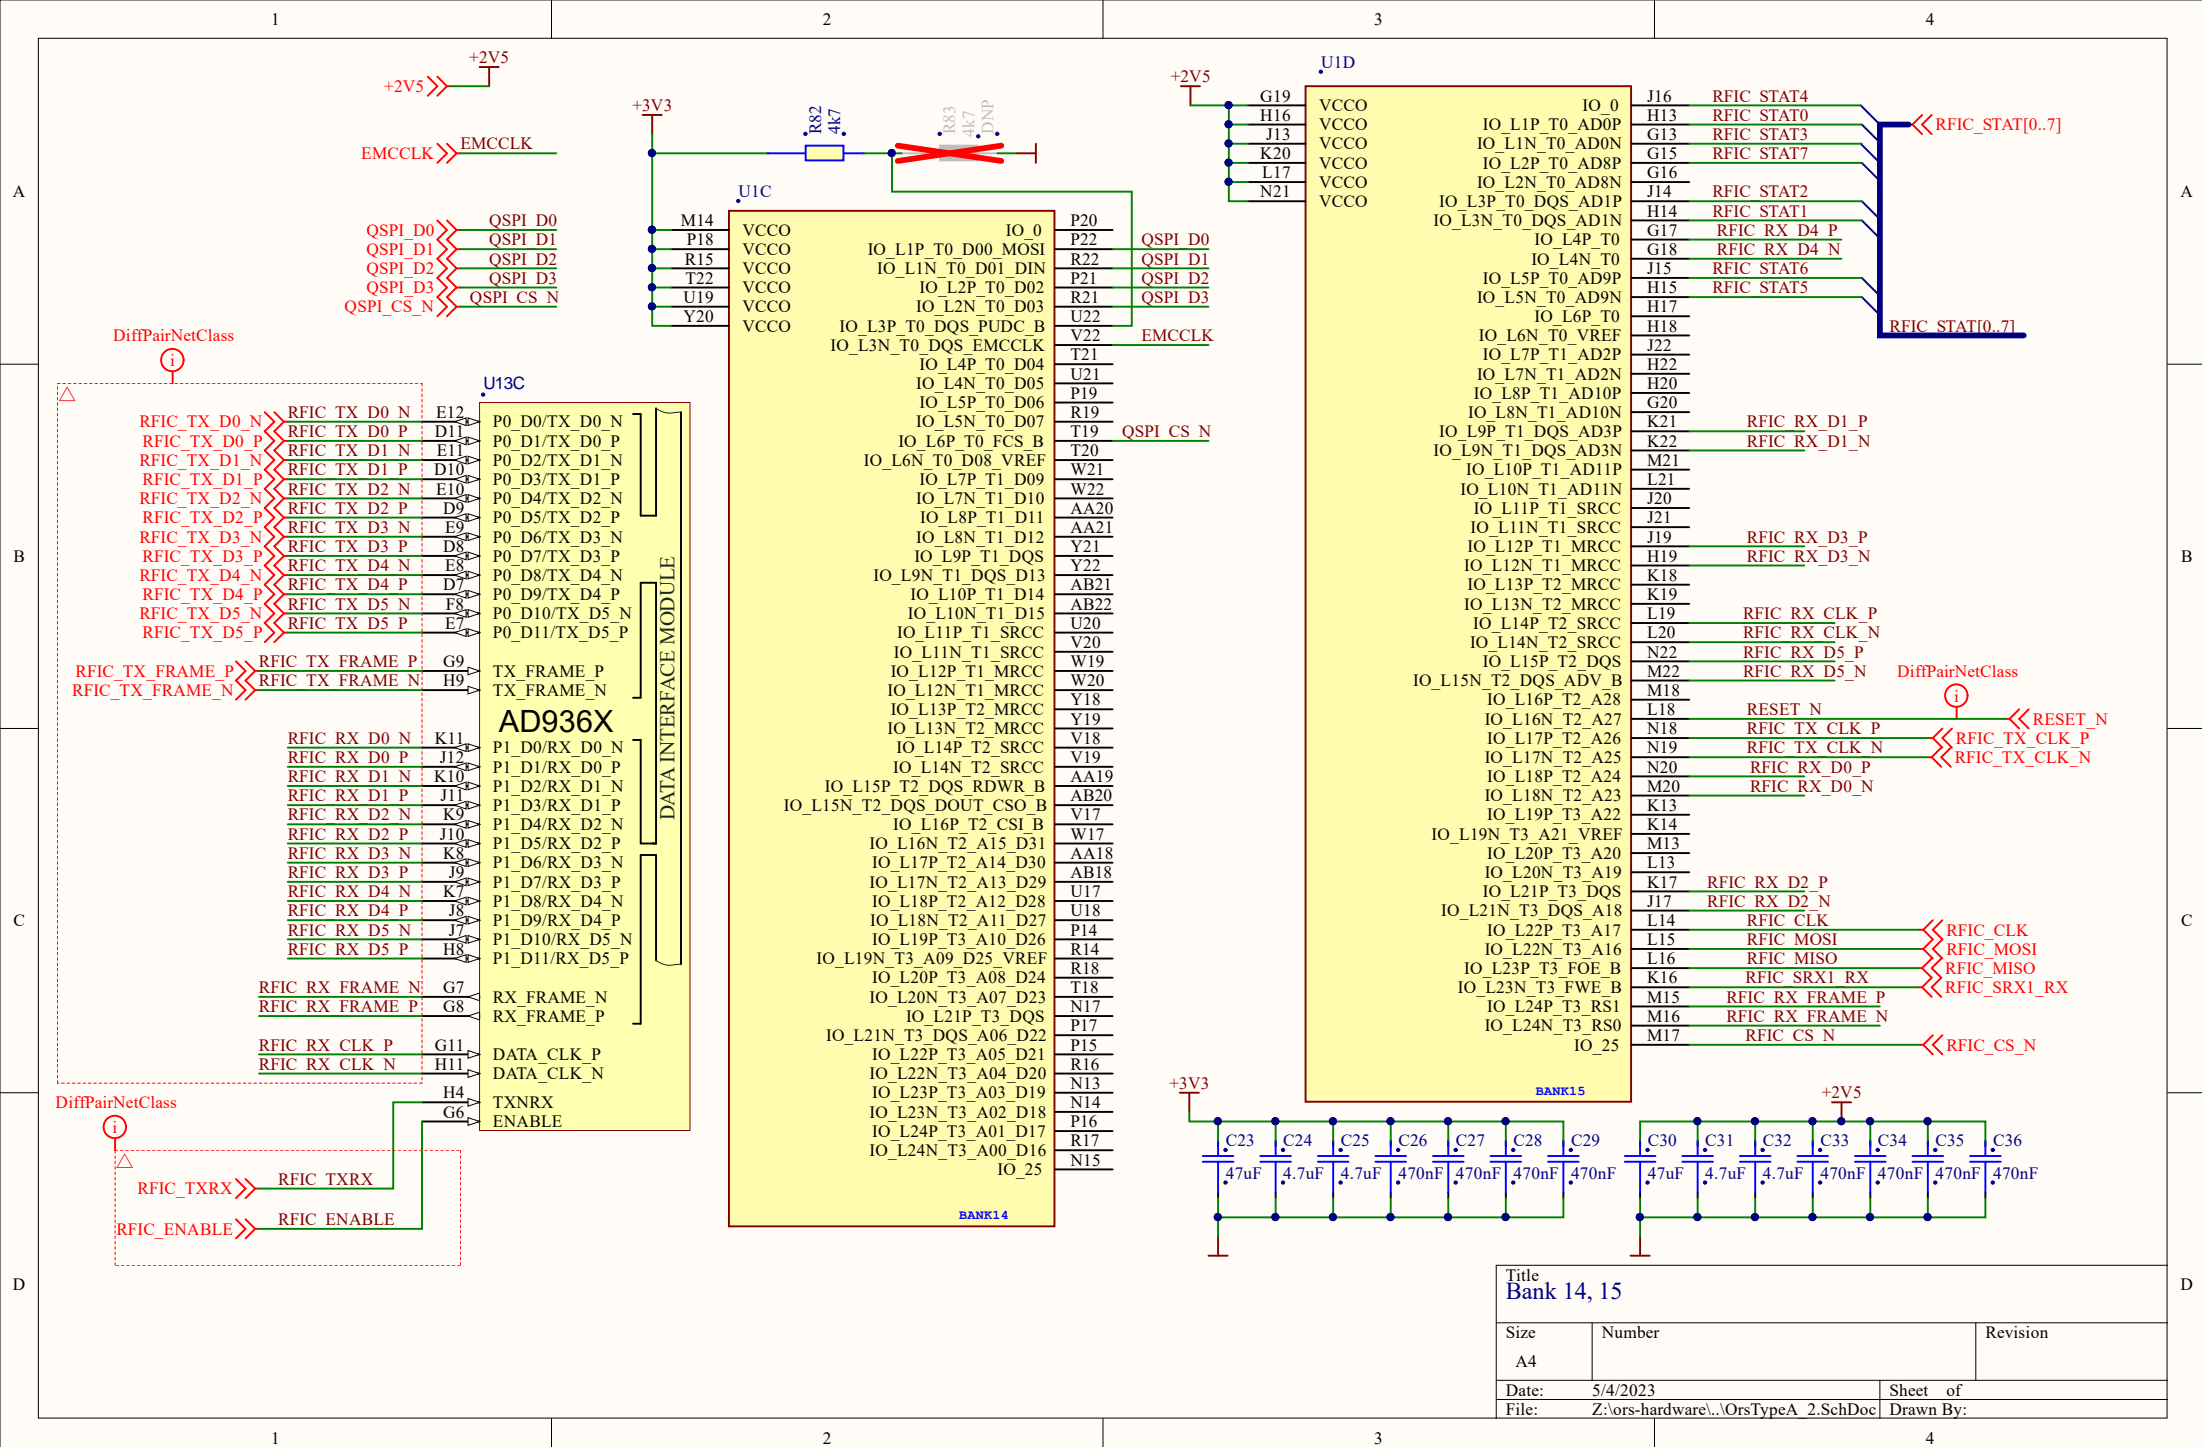 1 2 3 4
A B C D
+2V5
+2V5
EMCCLK EMCCLK
QSPI_D0 QSPI_D0
QSPI_D1 QSPI_D1
QSPI_D2 QSPI_D2
QSPI_D3 QSPI_D3
QSPI_CS_N QSPI_CS_N
+3V3
R82
4k7
R83
4k7
DNP
DiffPairNetClass
i
U13C
RFIC_TX_D0_N RFIC_TX_D0_N E12 P0_D0/TX_D0_N
RFIC_TX_D0_P RFIC_TX_D0_P D11 P0_D1/TX_D0_P
RFIC_TX_D1_N RFIC_TX_D1_N E11 P0_D2/TX_D1_N
RFIC_TX_D1_P RFIC_TX_D1_P D10 P0_D3/TX_D1_P
RFIC_TX_D2_N RFIC_TX_D2_N E10 P0_D4/TX_D2_N
RFIC_TX_D2_P RFIC_TX_D2_P D9 P0_D5/TX_D2_P
RFIC_TX_D3_N RFIC_TX_D3_N E9 P0_D6/TX_D3_N
RFIC_TX_D3_P RFIC_TX_D3_P D8 P0_D7/TX_D3_P
RFIC_TX_D4_N RFIC_TX_D4_N E8 P0_D8/TX_D4_N
RFIC_TX_D4_P RFIC_TX_D4_P D7 P0_D9/TX_D4_P
RFIC_TX_D5_N RFIC_TX_D5_N F8 P0_D10/TX_D5_N
RFIC_TX_D5_P RFIC_TX_D5_P E7 P0_D11/TX_D5_P
RFIC_TX_FRAME_P RFIC_TX_FRAME_P G9 TX_FRAME_P
RFIC_TX_FRAME_N RFIC_TX_FRAME_N H9 TX_FRAME_N
AD936X
DATA INTERFACE MODULE
RFIC_RX_D0_N K11 P1_D0/RX_D0_N
RFIC_RX_D0_P J12 P1_D1/RX_D0_P
RFIC_RX_D1_N K10 P1_D2/RX_D1_N
RFIC_RX_D1_P J11 P1_D3/RX_D1_P
RFIC_RX_D2_N K9 P1_D4/RX_D2_N
RFIC_RX_D2_P J10 P1_D5/RX_D2_P
RFIC_RX_D3_N K8 P1_D6/RX_D3_N
RFIC_RX_D3_P J9 P1_D7/RX_D3_P
RFIC_RX_D4_N K7 P1_D8/RX_D4_N
RFIC_RX_D4_P J8 P1_D9/RX_D4_P
RFIC_RX_D5_N J7 P1_D10/RX_D5_N
RFIC_RX_D5_P H8 P1_D11/RX_D5_P
RFIC_RX_FRAME_N G7 RX_FRAME_N
RFIC_RX_FRAME_P G8 RX_FRAME_P
RFIC_RX_CLK_P G11 DATA_CLK_P
RFIC_RX_CLK_N H11 DATA_CLK_N
H4 TXNRX
G6 ENABLE
DiffPairNetClass
i
RFIC_TXRX RFIC_TXRX
RFIC_ENABLE RFIC_ENABLE
U1C
M14 VCCO IO_0 P20
P18 VCCO IO_L1P_T0_D00_MOSI P22 QSPI_D0
R15 VCCO IO_L1N_T0_D01_DIN R22 QSPI_D1
T22 VCCO IO_L2P_T0_D02 P21 QSPI_D2
U19 VCCO IO_L2N_T0_D03 R21 QSPI_D3
Y20 VCCO IO_L3P_T0_DQS_PUDC_B U22
IO_L3N_T0_DQS_EMCCLK V22 EMCCLK
IO_L4P_T0_D04 T21
IO_L4N_T0_D05 U21
IO_L5P_T0_D06 P19
IO_L5N_T0_D07 R19
IO_L6P_T0_FCS_B T19 QSPI_CS_N
IO_L6N_T0_D08_VREF T20
IO_L7P_T1_D09 W21
IO_L7N_T1_D10 W22
IO_L8P_T1_D11 AA20
IO_L8N_T1_D12 AA21
IO_L9P_T1_DQS Y21
IO_L9N_T1_DQS_D13 Y22
IO_L10P_T1_D14 AB21
IO_L10N_T1_D15 AB22
IO_L11P_T1_SRCC U20
IO_L11N_T1_SRCC V20
IO_L12P_T1_MRCC W19
IO_L12N_T1_MRCC W20
IO_L13P_T2_MRCC Y18
IO_L13N_T2_MRCC Y19
IO_L14P_T2_SRCC V18
IO_L14N_T2_SRCC V19
IO_L15P_T2_DQS_RDWR_B AA19
IO_L15N_T2_DQS_DOUT_CSO_B AB20
IO_L16P_T2_CSI_B V17
IO_L16N_T2_A15_D31 W17
IO_L17P_T2_A14_D30 AA18
IO_L17N_T2_A13_D29 AB18
IO_L18P_T2_A12_D28 U17
IO_L18N_T2_A11_D27 U18
IO_L19P_T3_A10_D26 P14
IO_L19N_T3_A09_D25_VREF R14
IO_L20P_T3_A08_D24 R18
IO_L20N_T3_A07_D23 T18
IO_L21P_T3_DQS N17
IO_L21N_T3_DQS_A06_D22 P17
IO_L22P_T3_A05_D21 P15
IO_L22N_T3_A04_D20 R16
IO_L23P_T3_A03_D19 N13
IO_L23N_T3_A02_D18 N14
IO_L24P_T3_A01_D17 P16
IO_L24N_T3_A00_D16 R17
IO_25 N15
BANK14
+2V5
U1D
G19 VCCO IO_0 J16 RFIC_STAT4
H16 VCCO IO_L1P_T0_AD0P H13 RFIC_STAT0 RFIC_STAT[0..7]
J13 VCCO IO_L1N_T0_AD0N G13 RFIC_STAT3
K20 VCCO IO_L2P_T0_AD8P G15 RFIC_STAT7
L17 VCCO IO_L2N_T0_AD8N G16
N21 VCCO IO_L3P_T0_DQS_AD1P J14 RFIC_STAT2
IO_L3N_T0_DQS_AD1N H14 RFIC_STAT1
IO_L4P_T0 G17 RFIC_RX_D4_P
IO_L4N_T0 G18 RFIC_RX_D4_N
IO_L5P_T0_AD9P J15 RFIC_STAT6
IO_L5N_T0_AD9N H15 RFIC_STAT5
IO_L6P_T0 H17
IO_L6N_T0_VREF H18 RFIC_STAT[0..7]
IO_L7P_T1_AD2P J22
IO_L7N_T1_AD2N H22
IO_L8P_T1_AD10P H20
IO_L8N_T1_AD10N G20
IO_L9P_T1_DQS_AD3P K21 RFIC_RX_D1_P
IO_L9N_T1_DQS_AD3N K22 RFIC_RX_D1_N
IO_L10P_T1_AD11P M21
IO_L10N_T1_AD11N L21
IO_L11P_T1_SRCC J20
IO_L11N_T1_SRCC J21
IO_L12P_T1_MRCC J19 RFIC_RX_D3_P
IO_L12N_T1_MRCC H19 RFIC_RX_D3_N
IO_L13P_T2_MRCC K18
IO_L13N_T2_MRCC K19
IO_L14P_T2_SRCC L19 RFIC_RX_CLK_P
IO_L14N_T2_SRCC L20 RFIC_RX_CLK_N
IO_L15P_T2_DQS N22 RFIC_RX_D5_P
IO_L15N_T2_DQS_ADV_B M22 RFIC_RX_D5_N
DiffPairNetClass
i
IO_L16P_T2_A28 M18
IO_L16N_T2_A27 L18 RESET_N RESET_N
IO_L17P_T2_A26 N18 RFIC_TX_CLK_P RFIC_TX_CLK_P
IO_L17N_T2_A25 N19 RFIC_TX_CLK_N RFIC_TX_CLK_N
IO_L18P_T2_A24 N20 RFIC_RX_D0_P
IO_L18N_T2_A23 M20 RFIC_RX_D0_N
IO_L19P_T3_A22 K13
IO_L19N_T3_A21_VREF K14
IO_L20P_T3_A20 M13
IO_L20N_T3_A19 L13
IO_L21P_T3_DQS K17 RFIC_RX_D2_P
IO_L21N_T3_DQS_A18 J17 RFIC_RX_D2_N
IO_L22P_T3_A17 L14 RFIC_CLK RFIC_CLK
IO_L22N_T3_A16 L15 RFIC_MOSI RFIC_MOSI
IO_L23P_T3_FOE_B L16 RFIC_MISO RFIC_MISO
IO_L23N_T3_FWE_B K16 RFIC_SRX1_RX RFIC_SRX1_RX
IO_L24P_T3_RS1 M15 RFIC_RX_FRAME_P
IO_L24N_T3_RS0 M16 RFIC_RX_FRAME_N
IO_25 M17 RFIC_CS_N RFIC_CS_N
BANK15
+3V3
C23 C24 C25 C26 C27 C28 C29
47uF 4.7uF 4.7uF 470nF 470nF 470nF 470nF
+2V5
C30 C31 C32 C33 C34 C35 C36
47uF 4.7uF 4.7uF 470nF 470nF 470nF 470nF
Title
Bank 14, 15
Size Number Revision
A4
Date: 5/4/2023 Sheet of
File: Z:\ors-hardware\..\OrsTypeA_2.SchDoc Drawn By:
A B C D
1 2 3 4